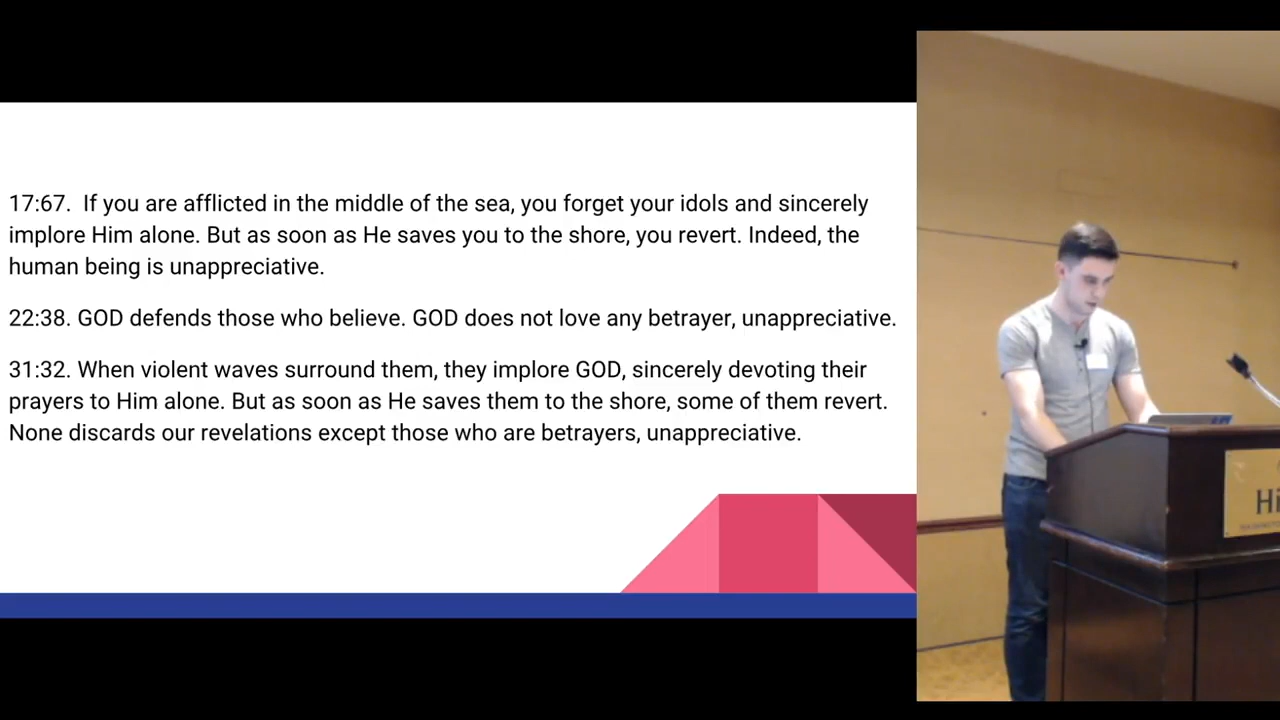 17:67.  If you are afflicted in the middle of the sea, you forget your idols and sincerely
implore Him alone. But as soon as He saves you to the shore, you revert. Indeed, the
human being is unappreciative.
22:38. GOD defends those who believe. GOD does not love any betrayer, unappreciative.
31:32. When violent waves surround them, they implore GOD, sincerely devoting their
prayers to Him alone. But as soon as He saves them to the shore, some of them revert.
None discards our revelations except those who are betrayers, unappreciative.
Hi